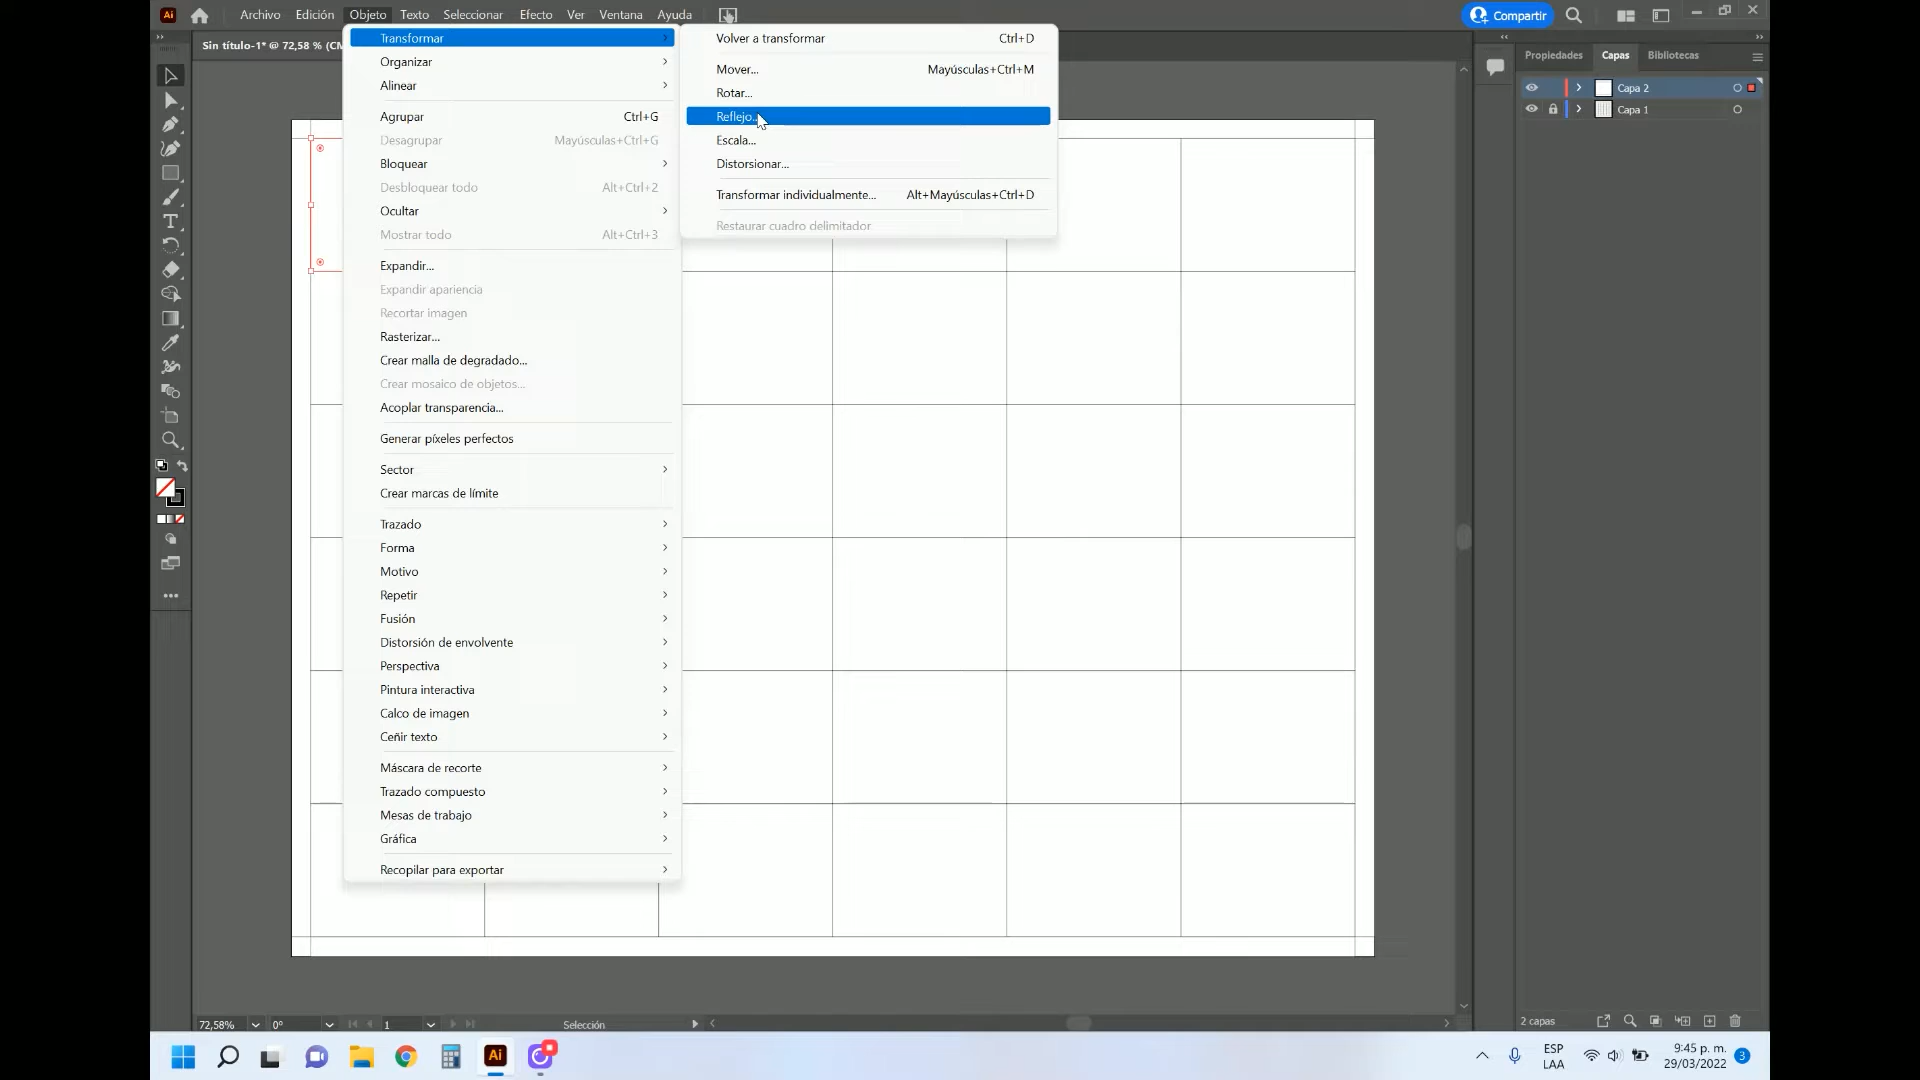 Ai Archivo Edición Objeto Texto Seleccionar Efecto Ver Ventana Ayuda Compartir
Sin título-1* @ 72,58 % (CM
Transformar
Organizar
Alinear
Agrupar Ctrl+G
Desagrupar Mayúsculas+Ctrl+G
Bloquear
Desbloquear todo Alt+Ctrl+2
Ocultar
Mostrar todo Alt+Ctrl+3
Expandir...
Expandir apariencia
Recortar imagen
Rasterizar...
Crear malla de degradado...
Crear mosaico de objetos...
Acoplar transparencia...
Generar píxeles perfectos
Sector
Crear marcas de límite
Trazado
Forma
Motivo
Repetir
Fusión
Distorsión de envolvente
Perspectiva
Pintura interactiva
Calco de imagen
Ceñir texto
Máscara de recorte
Trazado compuesto
Mesas de trabajo
Gráfica
Recopilar para exportar
Volver a transformar Ctrl+D
Mover... Mayúsculas+Ctrl+M
Rotar...
Reflejo...
Escala...
Distorsionar...
Transformar individualmente... Alt+Mayúsculas+Ctrl+D
Restaurar cuadro delimitador
Propiedades Capas Bibliotecas
Capa 2
Capa 1
72,58% 0° 1 Selección
2 capas
Ai
ESP
LAA
9:45 p. m.
29/03/2022
3